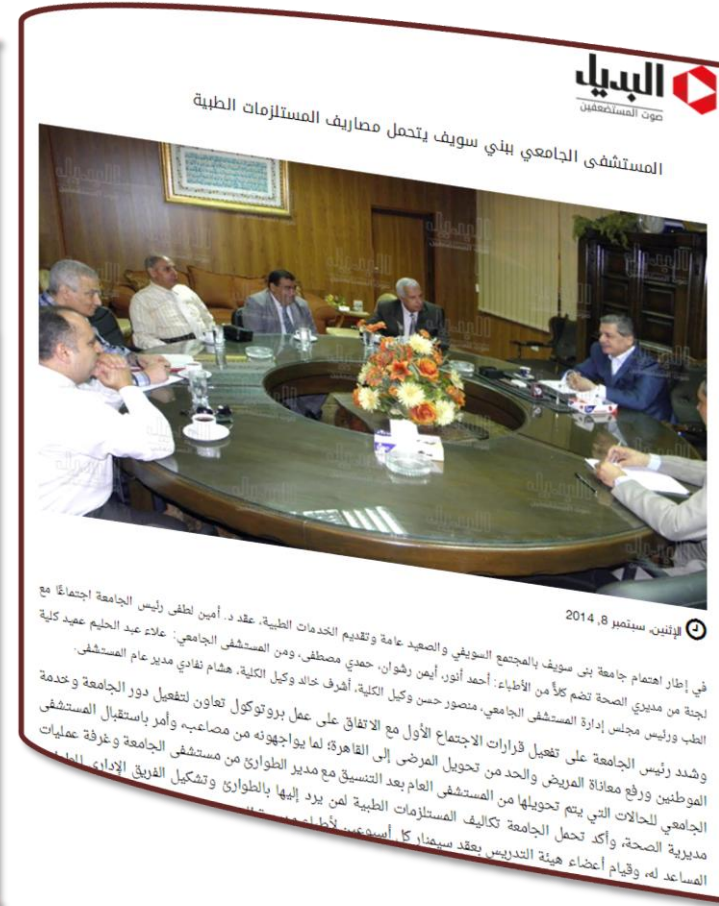 البديل
صوت المستضعفين
المستشفى الجامعي ببني سويف يتحمل مصاريف المستلزمات الطبية
الإثنين, سبتمبر 8, 2014
في إطار اهتمام جامعة بنى سويف بالمجتمع السويفي والصعيد عامة وتقديم الخدمات الطبية، عقد د. أمين لطفى رئيس الجامعة اجتماعًا مع
لجنة من مديري الصحة تضم كلاًّ من الأطباء: أحمد أنور، أيمن رشوان، حمدي مصطفى، ومن المستشفى الجامعي: علاء عبد الحليم عميد كلية
الطب ورئيس مجلس إدارة المستشفى الجامعي، منصور حسن وكيل الكلية، أشرف خالد وكيل الكلية، هشام نفادي مدير عام المستشفى.
وشدد رئيس الجامعة على تفعيل قرارات الاجتماع الأول مع الاتفاق على عمل بروتوكول تعاون لتفعيل دور الجامعة وخدمة
الموطنين ورفع معاناة المريض والحد من تحويل المرضى إلى القاهرة؛ لما يواجهونه من مصاعب، وأمر باستقبال المستشفى
الجامعي للحالات التي يتم تحويلها من المستشفى العام بعد التنسيق مع مدير الطوارئ من مستشفى الجامعة وغرفة عمليات
مديرية الصحة، وأكد تحمل الجامعة تكاليف المستلزمات الطبية لمن يرد إليها بالطوارئ وتشكيل الفريق الإداري
المساعد له، وقيام أعضاء هيئة التدريس بعقد سيمنار كل أسبوعين